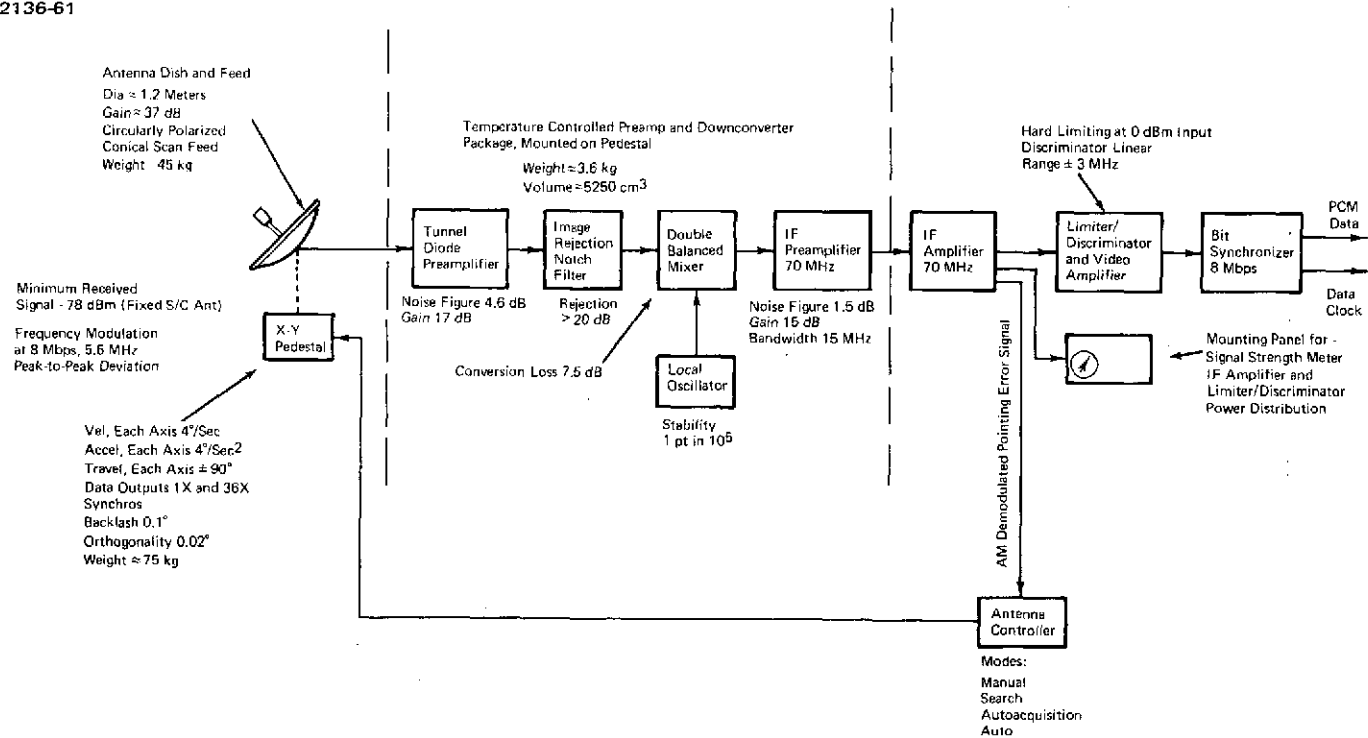 2136-61
Antenna Dish and Feed
Dia ≈ 1.2 Meters
Gain ≈ 37 dB
Circularly Polarized
Conical Scan Feed
Weight 45 kg
Temperature Controlled Preamp and Downconverter
Package, Mounted on Pedestal
Weight ≈ 3.6 kg
Volume ≈ 5250 cm3
Hard Limiting at 0 dBm Input
Discriminator Linear
Range ± 3 MHz
Tunnel
Diode
Preamplifier
Image
Rejection
Notch
Filter
Double
Balanced
Mixer
IF
Preamplifier
70 MHz
IF
Amplifier
70 MHz
Limiter/
Discriminator
and Video
Amplifier
Bit
Synchronizer
8 Mbps
PCM
Data
Data
Clock
Minimum Received
Signal - 78 dBm (Fixed S/C Ant)
Frequency Modulation
at 8 Mbps, 5.6 MHz
Peak-to-Peak Deviation
X-Y
Pedestal
Noise Figure 4.6 dB
Gain 17 dB
Rejection
> 20 dB
Noise Figure 1.5 dB
Gain 15 dB
Bandwidth 15 MHz
Conversion Loss 7.5 dB
Local
Oscillator
Stability
1 pt in 105
AM Demodulated Pointing Error Signal
Mounting Panel for -
Signal Strength Meter
IF Amplifier and
Limiter/Discriminator
Power Distribution
Vel, Each Axis 4°/Sec
Accel, Each Axis 4°/Sec2
Travel, Each Axis ± 90°
Data Outputs 1X and 36X
Synchros
Backlash 0.1°
Orthogonality 0.02°
Weight ≈ 75 kg
Antenna
Controller
Modes:
Manual
Search
Autoacquisition
Auto